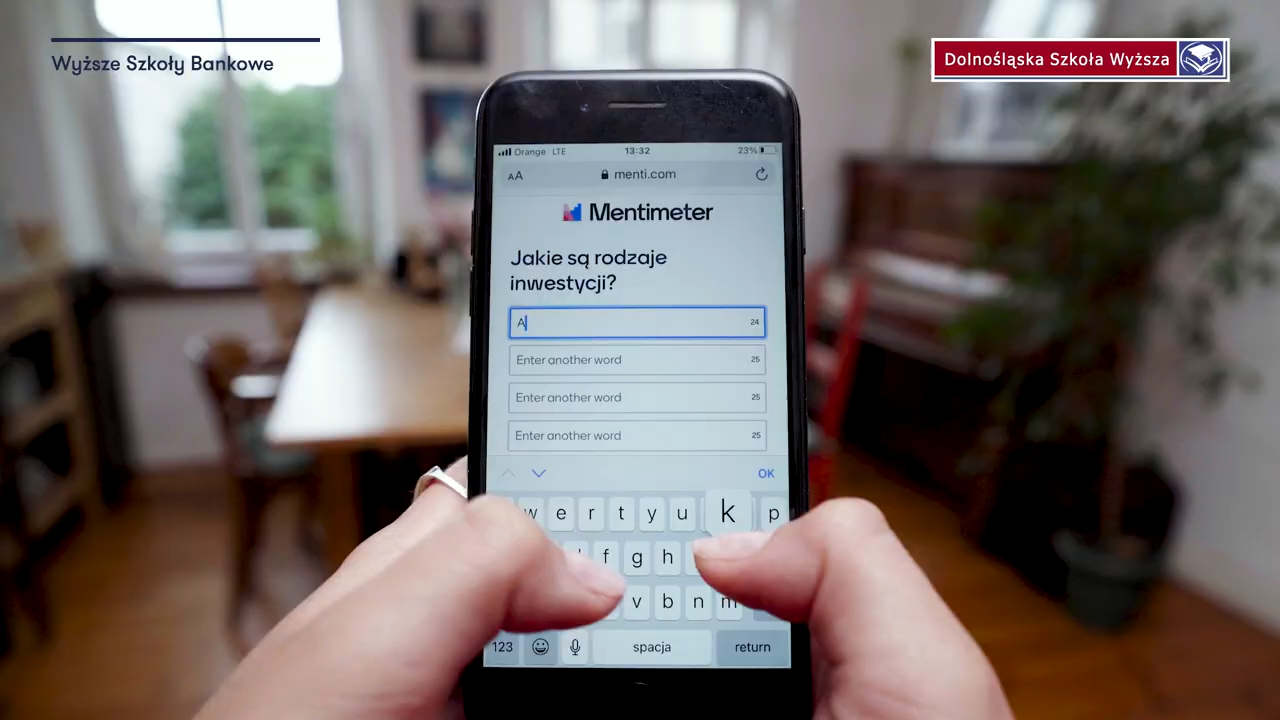 Wyższe Szkoły Bankowe
Dolnośląska Szkoła Wyższa
Orange LTE 13:32 23%
AA menti.com
Mentimeter
Jakie są rodzaje
inwestycji?
A 24
Enter another word 25
Enter another word 25
Enter another word 25
OK
w e r t y u k p
f g h
v b n m
123 spacja return